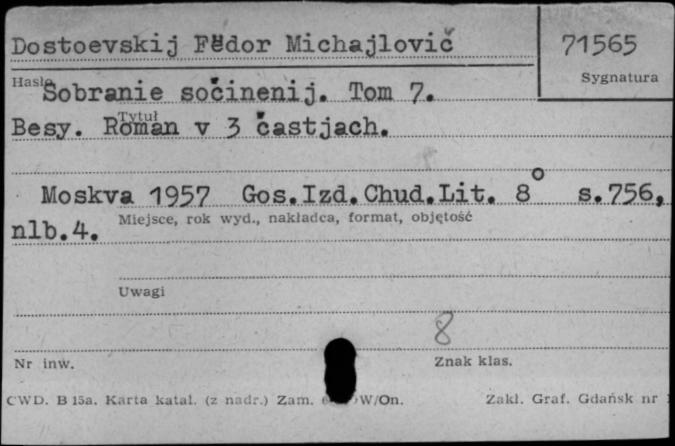 Dostoevskij Fëdor Michajlovič
71565
Hasło
Sygnatura
Sobranie sočinenij. Tom 7.
Tytuł
Besy. Roman v 3 častjach.
Moskva 1957 Gos.Izd.Chud.Lit. 8° s.756,
Miejsce, rok wyd., nakładca, format, objętość
nlb.4.
Uwagi
8
Nr inw.
Znak klas.
CWD. B 15a. Karta katal. (z nadr.) Zam. W/On.
Zakł. Graf. Gdańsk nr